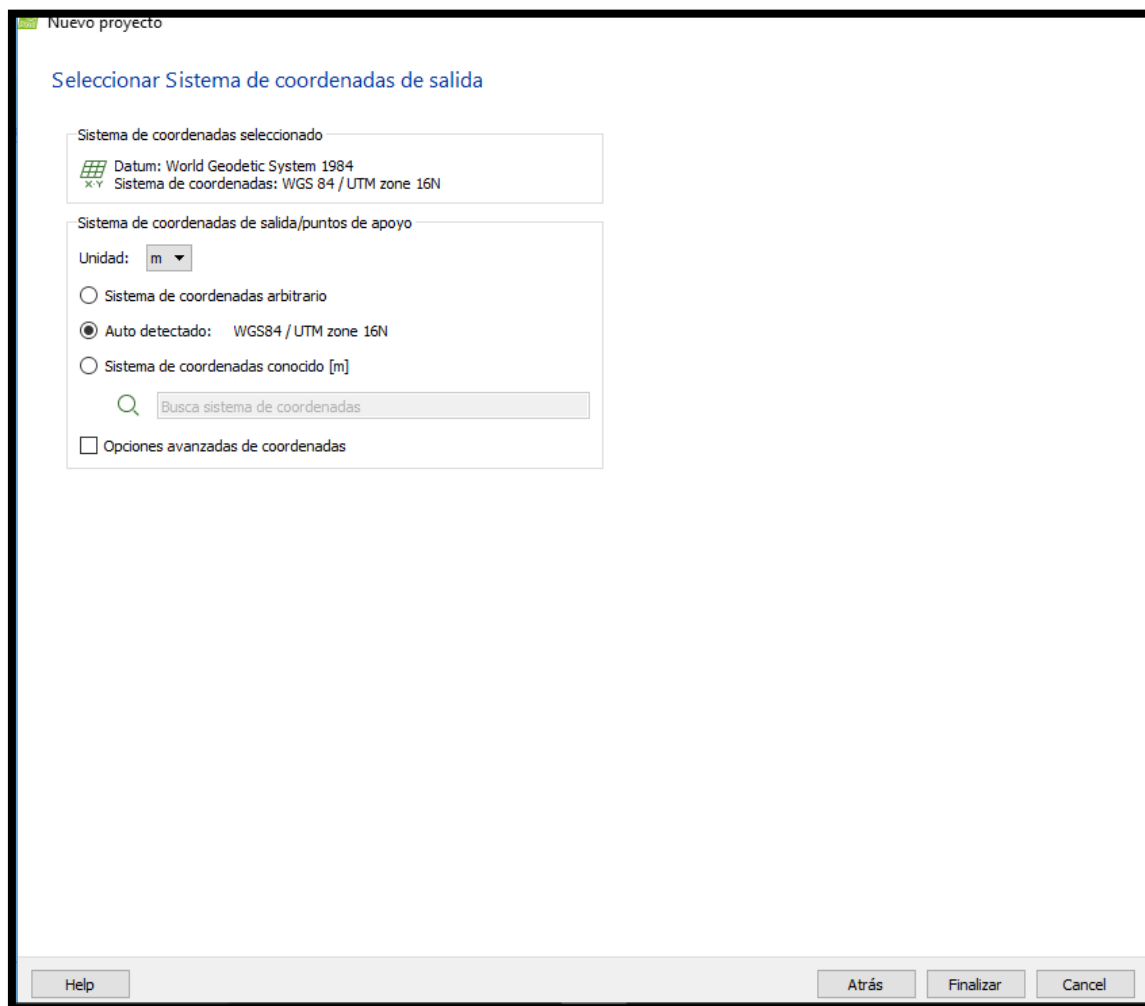 Nuevo proyecto
Seleccionar Sistema de coordenadas de salida
Sistema de coordenadas seleccionado
Datum: World Geodetic System 1984
X-Y Sistema de coordenadas: WGS 84 / UTM zone 16N
Sistema de coordenadas de salida/puntos de apoyo
Unidad: m
Sistema de coordenadas arbitrario
Auto detectado: WGS84 / UTM zone 16N
Sistema de coordenadas conocido [m]
Busca sistema de coordenadas
Opciones avanzadas de coordenadas
Help Atrás Finalizar Cancel